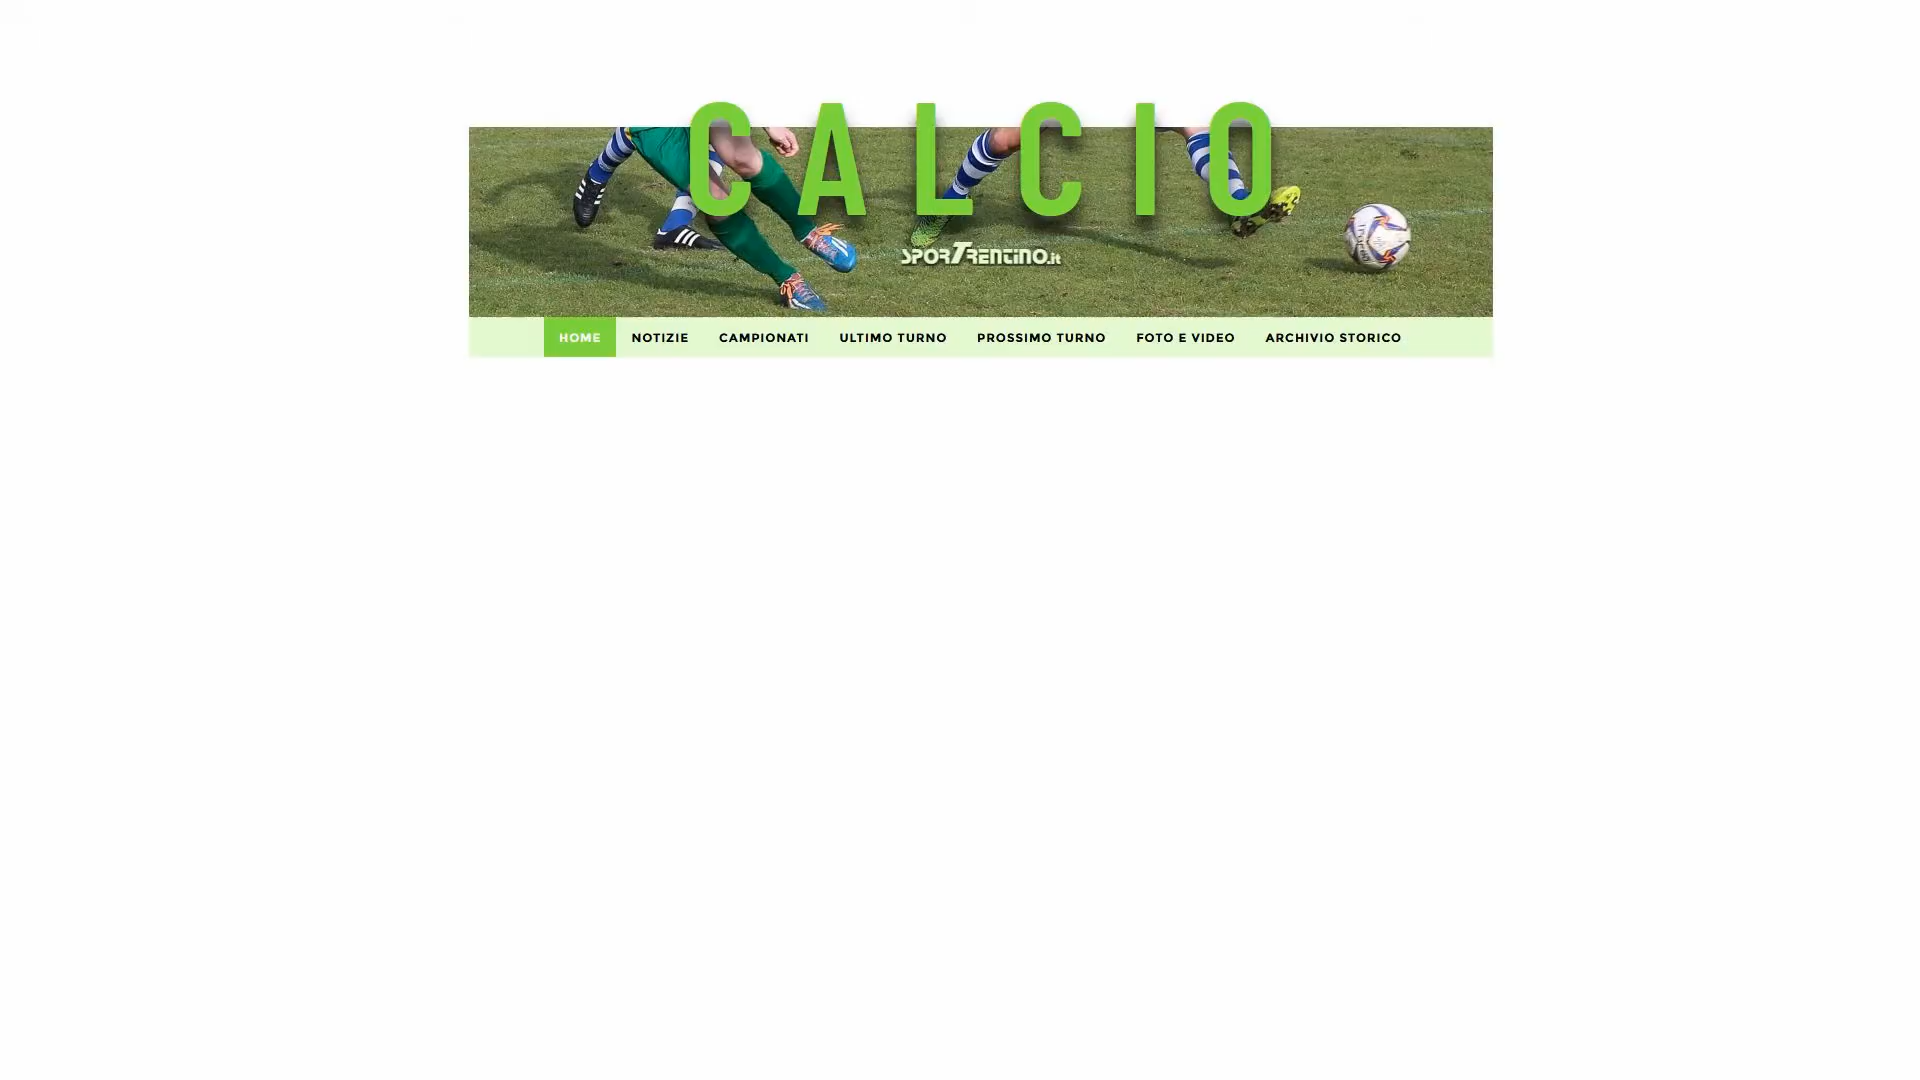 CALCIO
SPORTRENTINO.it
HOME NOTIZIE CAMPIONATI ULTIMO TURNO PROSSIMO TURNO FOTO E VIDEO ARCHIVIO STORICO